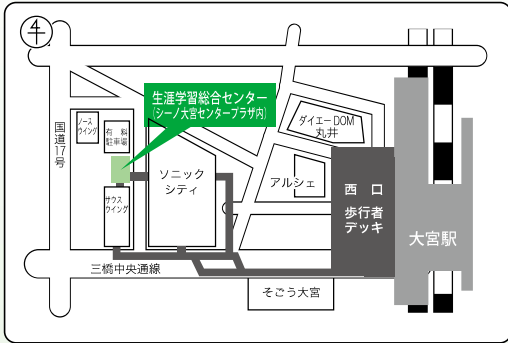 生涯学習総合センター
(シーノ大宮センタープラザ内)
国道17号
ノース
ウイング
有料
駐車場
サウス
ウイング
ソニック
シティ
ダイエーDOM
丸井
アルシェ
西口
歩行者
デッキ
大宮駅
三橋中央通線
そごう大宮